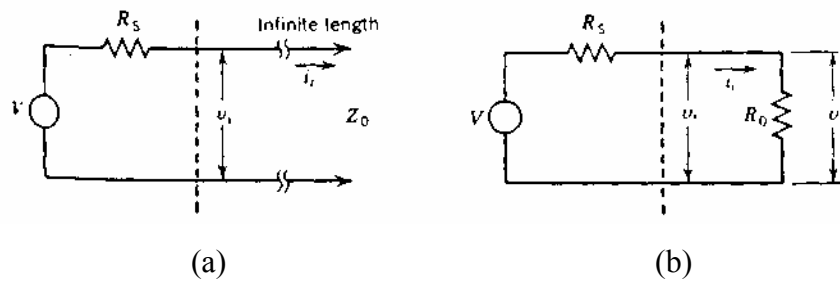 R_S
Infinite length
V
v_i
i_i
Z_0
(a)
R_S
V
v_i
i_i
R_0
v
(b)